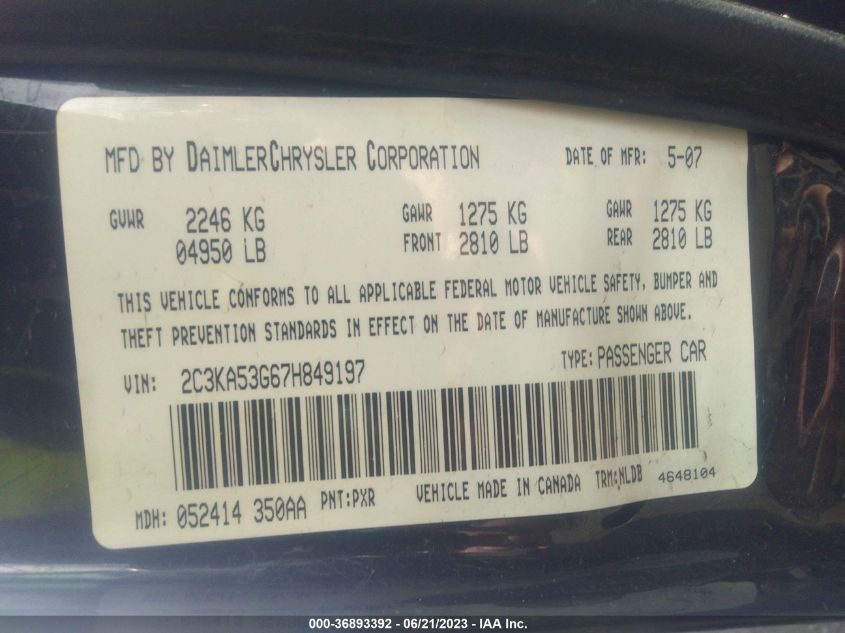 MFD BY DAIMLERCHRYSLER CORPORATION DATE OF MFR: 5-07
GVWR 2246 KG GAWR 1275 KG GAWR 1275 KG
04950 LB FRONT 2810 LB REAR 2810 LB
THIS VEHICLE CONFORMS TO ALL APPLICABLE FEDERAL MOTOR VEHICLE SAFETY, BUMPER AND
THEFT PREVENTION STANDARDS IN EFFECT ON THE DATE OF MANUFACTURE SHOWN ABOVE.
VIN: 2C3KA53G67H849197 TYPE: PASSENGER CAR
MDH: 052414 350AA PNT:PXR VEHICLE MADE IN CANADA TRM:NLDB 4648104
000-36893392 - 06/21/2023 - IAA Inc.